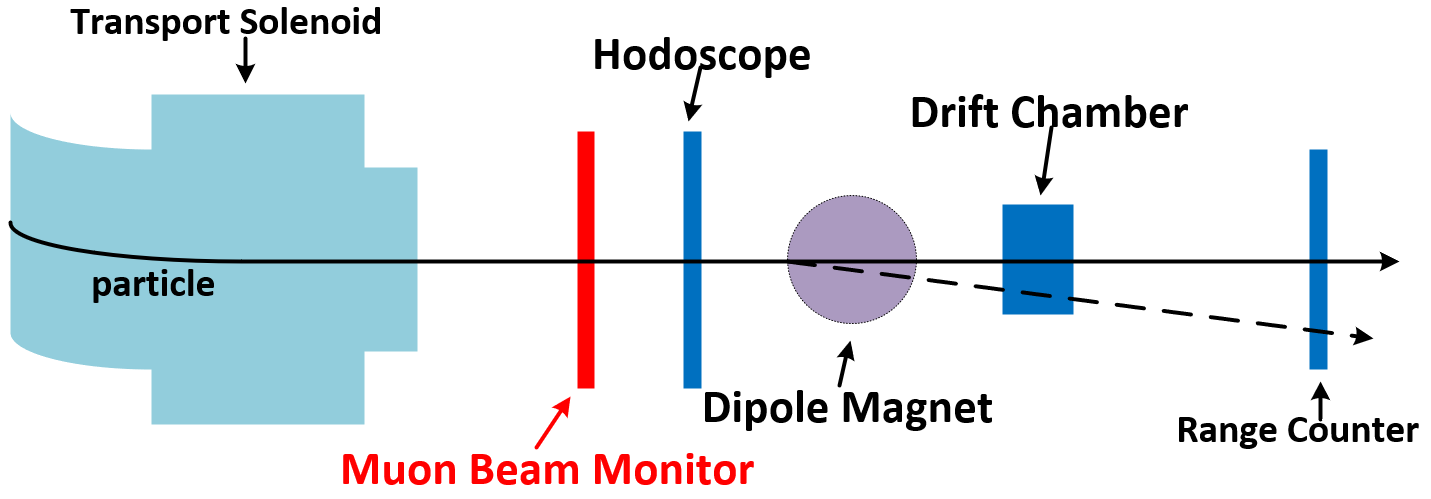 Transport Solenoid
Hodoscope
Drift Chamber
particle
Dipole Magnet
Range Counter
Muon Beam Monitor